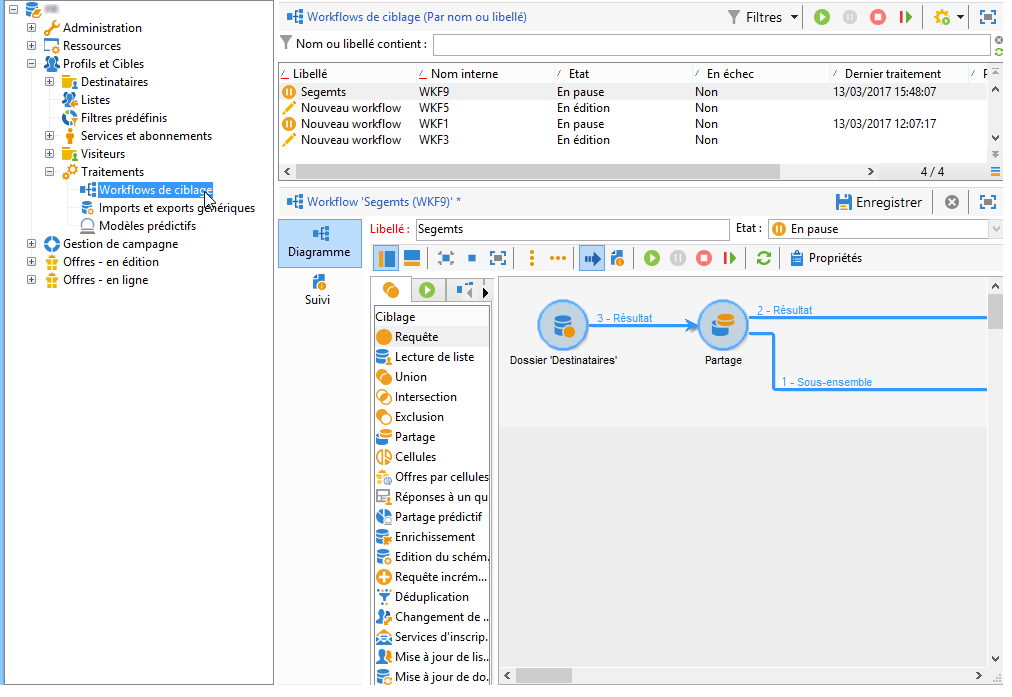 Administration
Ressources
Profils et Cibles
Destinataires
Listes
Filtres prédéfinis
Services et abonnements
Visiteurs
Traitements
Workflows de ciblage
Imports et exports génériques
Modèles prédictifs
Gestion de campagne
Offres - en édition
Offres - en ligne
Workflows de ciblage (Par nom ou libellé)
Filtres
Nom ou libellé contient :
Libellé Nom interne Etat En échec Dernier traitement
Segemts WKF9 En pause Non 13/03/2017 15:48:07
Nouveau workflow WKF5 En édition Non
Nouveau workflow WKF1 En pause Non 13/03/2017 12:07:17
Nouveau workflow WKF3 En édition Non
4 / 4
Workflow 'Segemts (WKF9)' *
Enregistrer
Diagramme
Suivi
Libellé : Segemts
Etat : En pause
Propriétés
Ciblage
Requête
Lecture de liste
Union
Intersection
Exclusion
Partage
Cellules
Offres par cellules
Réponses à un qu
Partage prédictif
Enrichissement
Edition du schém.
Requête incrém...
Déduplication
Changement de ..
Services d'inscrip.
Mise à jour de lis..
Mise à jour de do.
Dossier 'Destinataires'
3 - Résultat
Partage
2 - Résultat
1 - Sous-ensemble